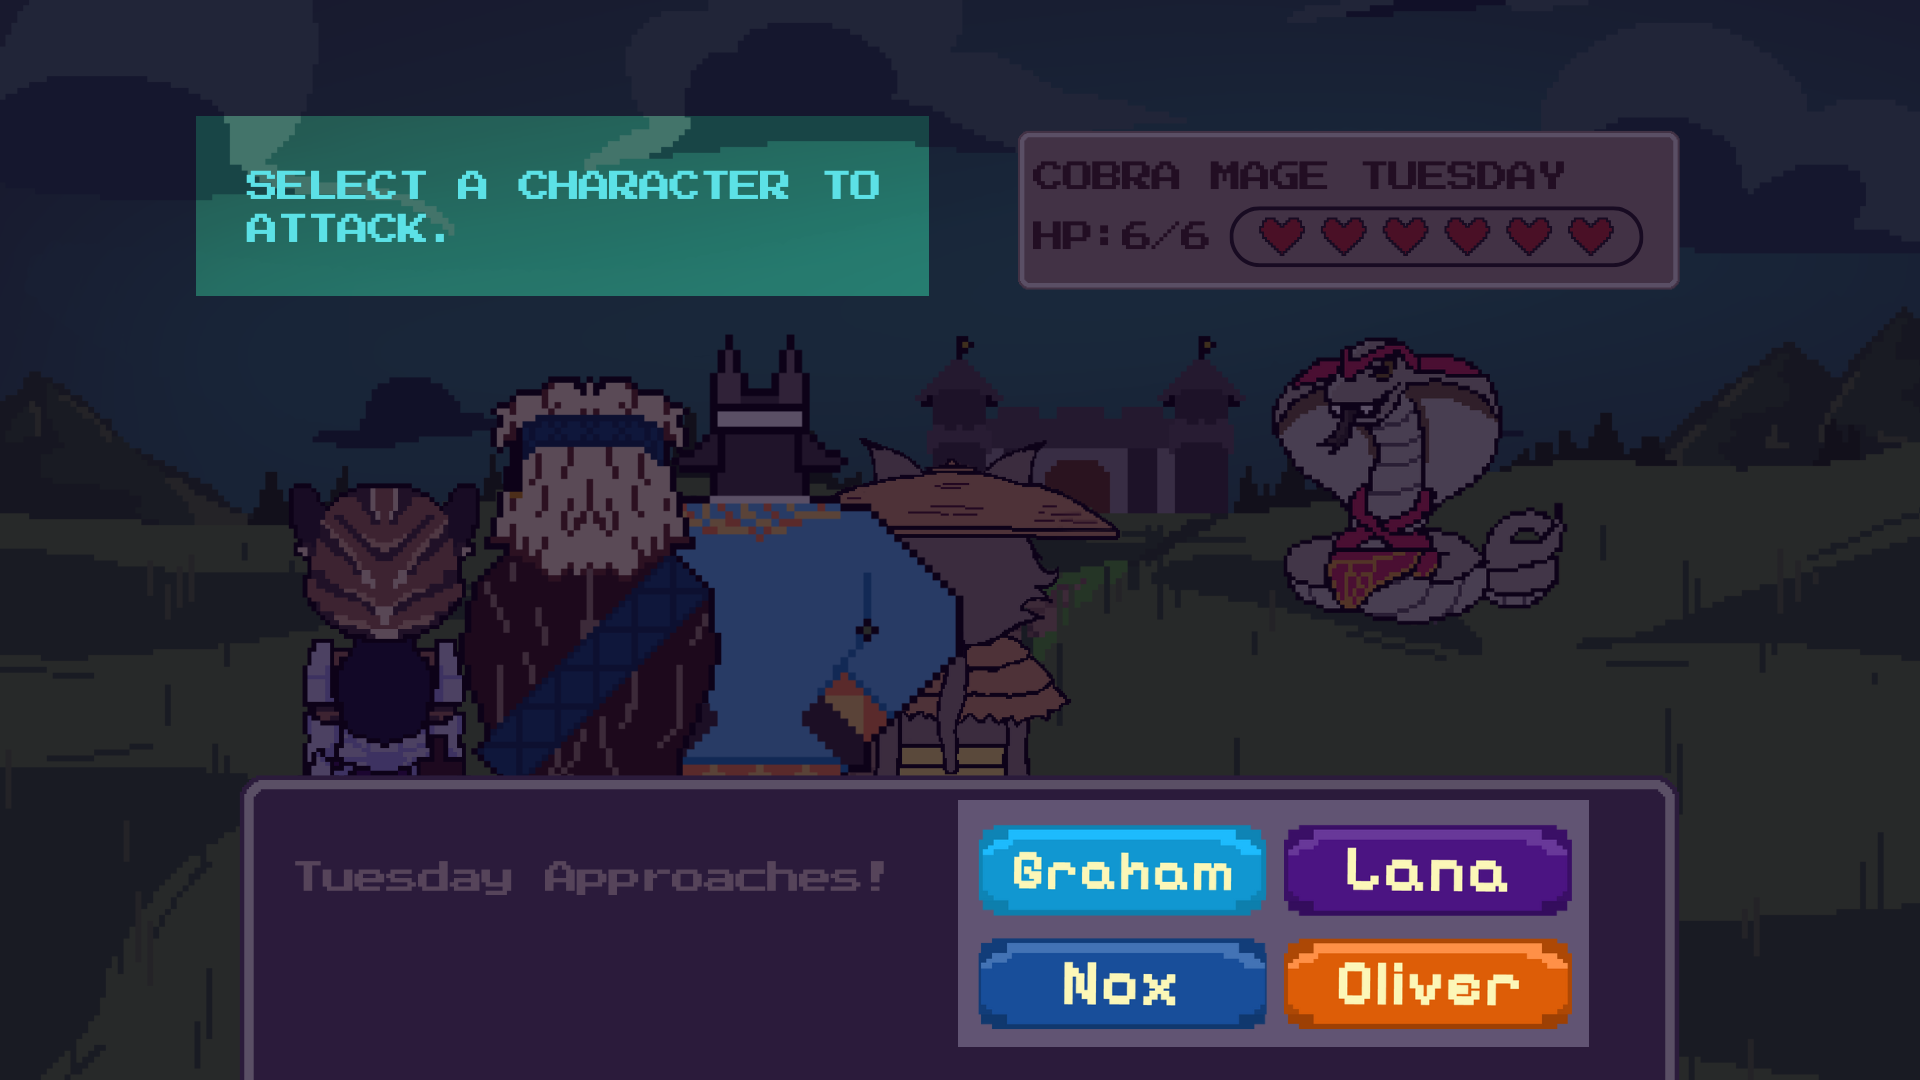 SELECT A CHARACTER TO
ATTACK.
COBRA MAGE TUESDAY
HP:6/6
Tuesday Approaches!
Graham
Lana
Nox
Oliver